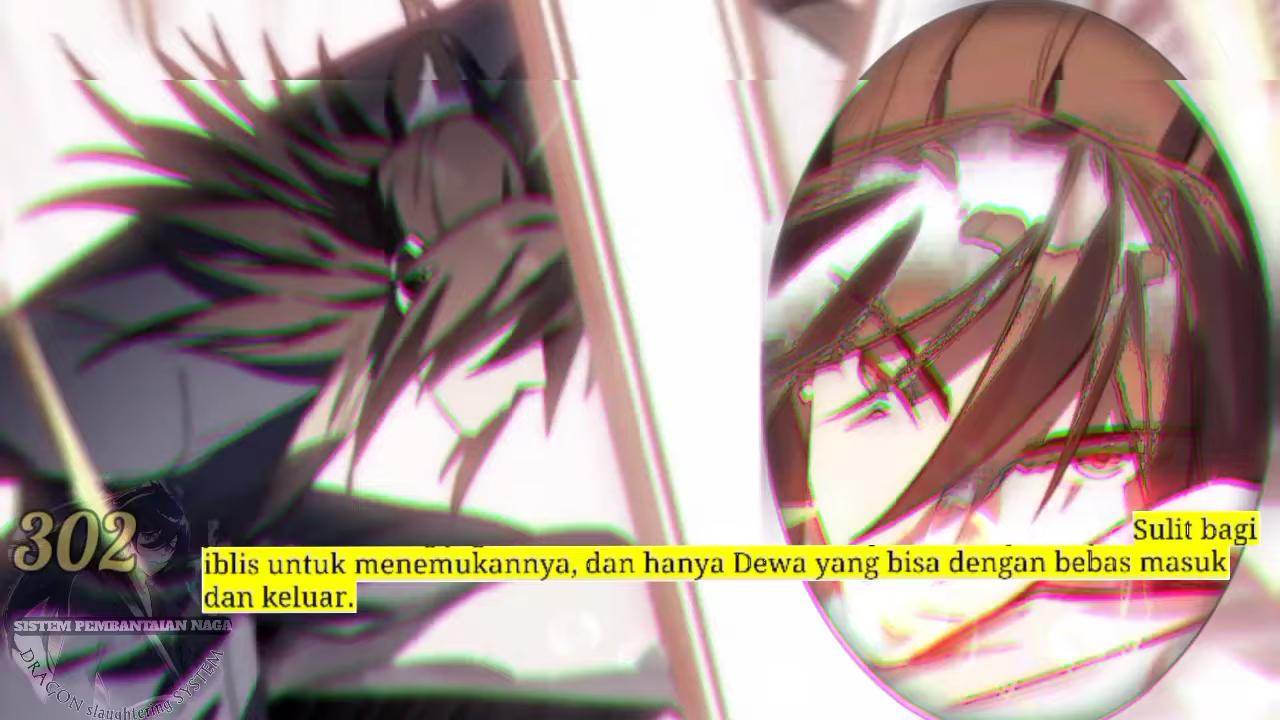 Sulit bagi
iblis untuk menemukannya, dan hanya Dewa yang bisa dengan bebas masuk
dan keluar.
302
SISTEM PEMBANTAIAN NAGA
DRAGON slaughtering SYSTEM